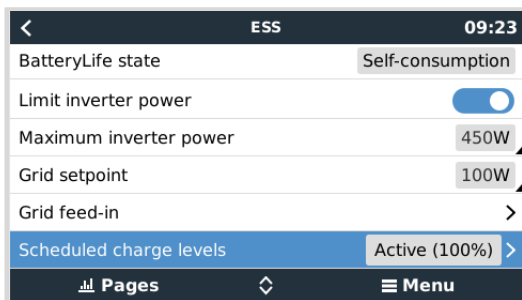 ESS 09:23
BatteryLife state Self-consumption
Limit inverter power
Maximum inverter power 450W
Grid setpoint 100W
Grid feed-in
Scheduled charge levels Active (100%)
Pages Menu